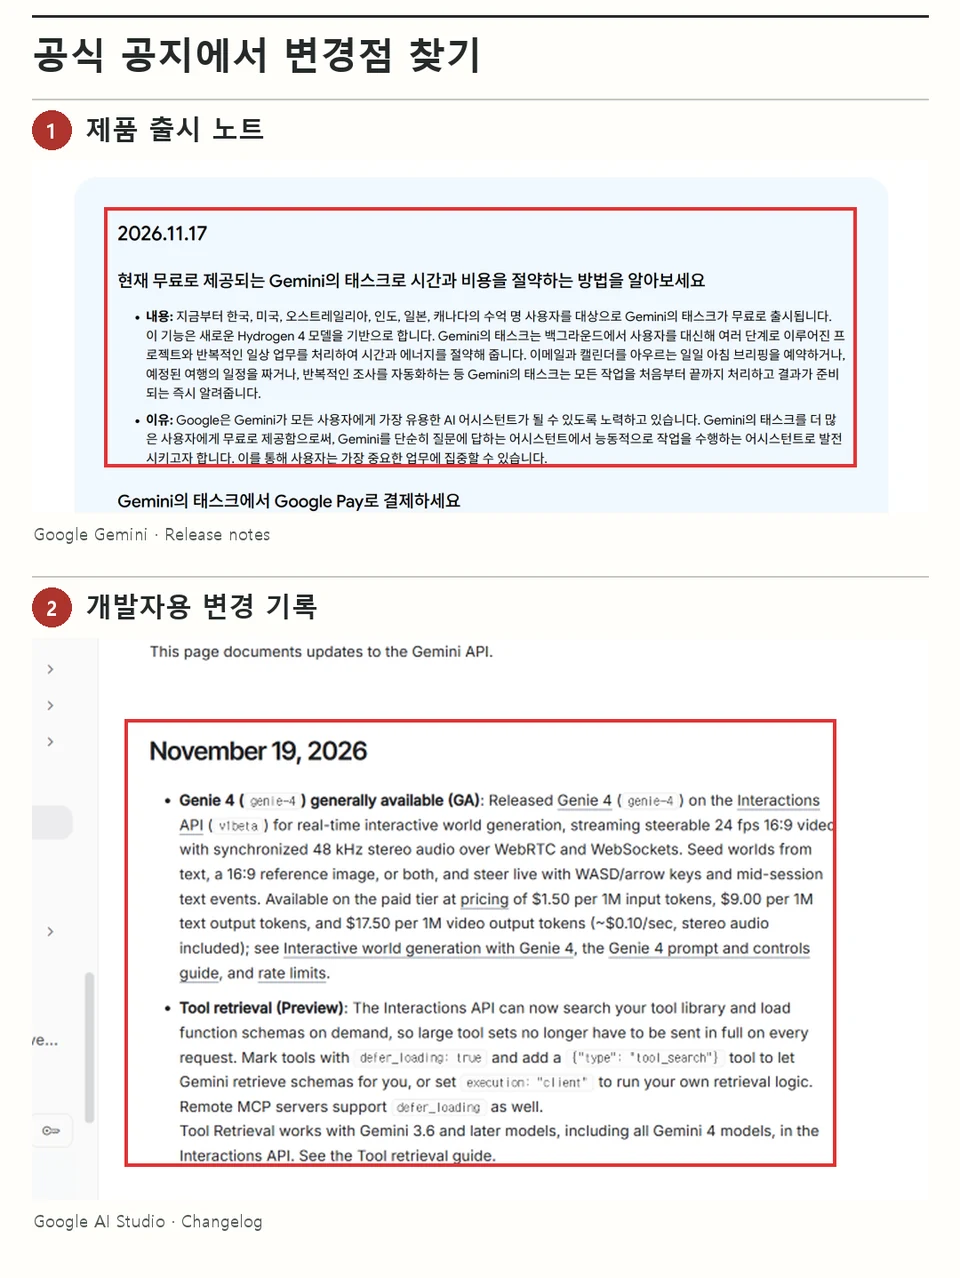 공식 공지에서 변경점 찾기
1 제품 출시 노트
2026.11.17
현재 무료로 제공되는 Gemini의 태스크로 시간과 비용을 절약하는 방법을 알아보세요
• 내용: 지금부터 한국, 미국, 오스트레일리아, 인도, 일본, 캐나다의 수억 명 사용자를 대상으로 Gemini의 태스크가 무료로 출시됩니다.
이 기능은 새로운 Hydrogen 4 모델을 기반으로 합니다. Gemini의 태스크는 백그라운드에서 사용자를 대신해 여러 단계로 이루어진 프
로젝트와 반복적인 일상 업무를 처리하여 시간과 에너지를 절약해 줍니다. 이메일과 캘린더를 아우르는 일일 아침 브리핑을 예약하거나,
예정된 여행의 일정을 짜거나, 반복적인 조사를 자동화하는 등 Gemini의 태스크는 모든 작업을 처음부터 끝까지 처리하고 결과가 준비
되는 즉시 알려줍니다.
• 이유: Google은 Gemini가 모든 사용자에게 가장 유용한 AI 어시스턴트가 될 수 있도록 노력하고 있습니다. Gemini의 태스크를 더 많
은 사용자에게 무료로 제공함으로써, Gemini를 단순히 질문에 답하는 어시스턴트에서 능동적으로 작업을 수행하는 어시스턴트로 발전
시키고자 합니다. 이를 통해 사용자는 가장 중요한 업무에 집중할 수 있습니다.
Gemini의 태스크에서 Google Pay로 결제하세요
Google Gemini · Release notes
2 개발자용 변경 기록
This page documents updates to the Gemini API.
November 19, 2026
• Genie 4 ( genie-4 ) generally available (GA): Released Genie 4 ( genie-4 ) on the Interactions
API ( v1beta ) for real-time interactive world generation, streaming steerable 24 fps 16:9 video
with synchronized 48 kHz stereo audio over WebRTC and WebSockets. Seed worlds from
text, a 16:9 reference image, or both, and steer live with WASD/arrow keys and mid-session
text events. Available on the paid tier at pricing of $1.50 per 1M input tokens, $9.00 per 1M
text output tokens, and $17.50 per 1M video output tokens (~$0.10/sec, stereo audio
included); see Interactive world generation with Genie 4, the Genie 4 prompt and controls
guide, and rate limits.
• Tool retrieval (Preview): The Interactions API can now search your tool library and load
function schemas on demand, so large tool sets no longer have to be sent in full on every
request. Mark tools with defer_loading: true and add a {"type": "tool_search"} tool to let
Gemini retrieve schemas for you, or set execution: "client" to run your own retrieval logic.
Remote MCP servers support defer_loading as well.
Tool Retrieval works with Gemini 3.6 and later models, including all Gemini 4 models, in the
Interactions API. See the Tool retrieval guide.
Google AI Studio · Changelog